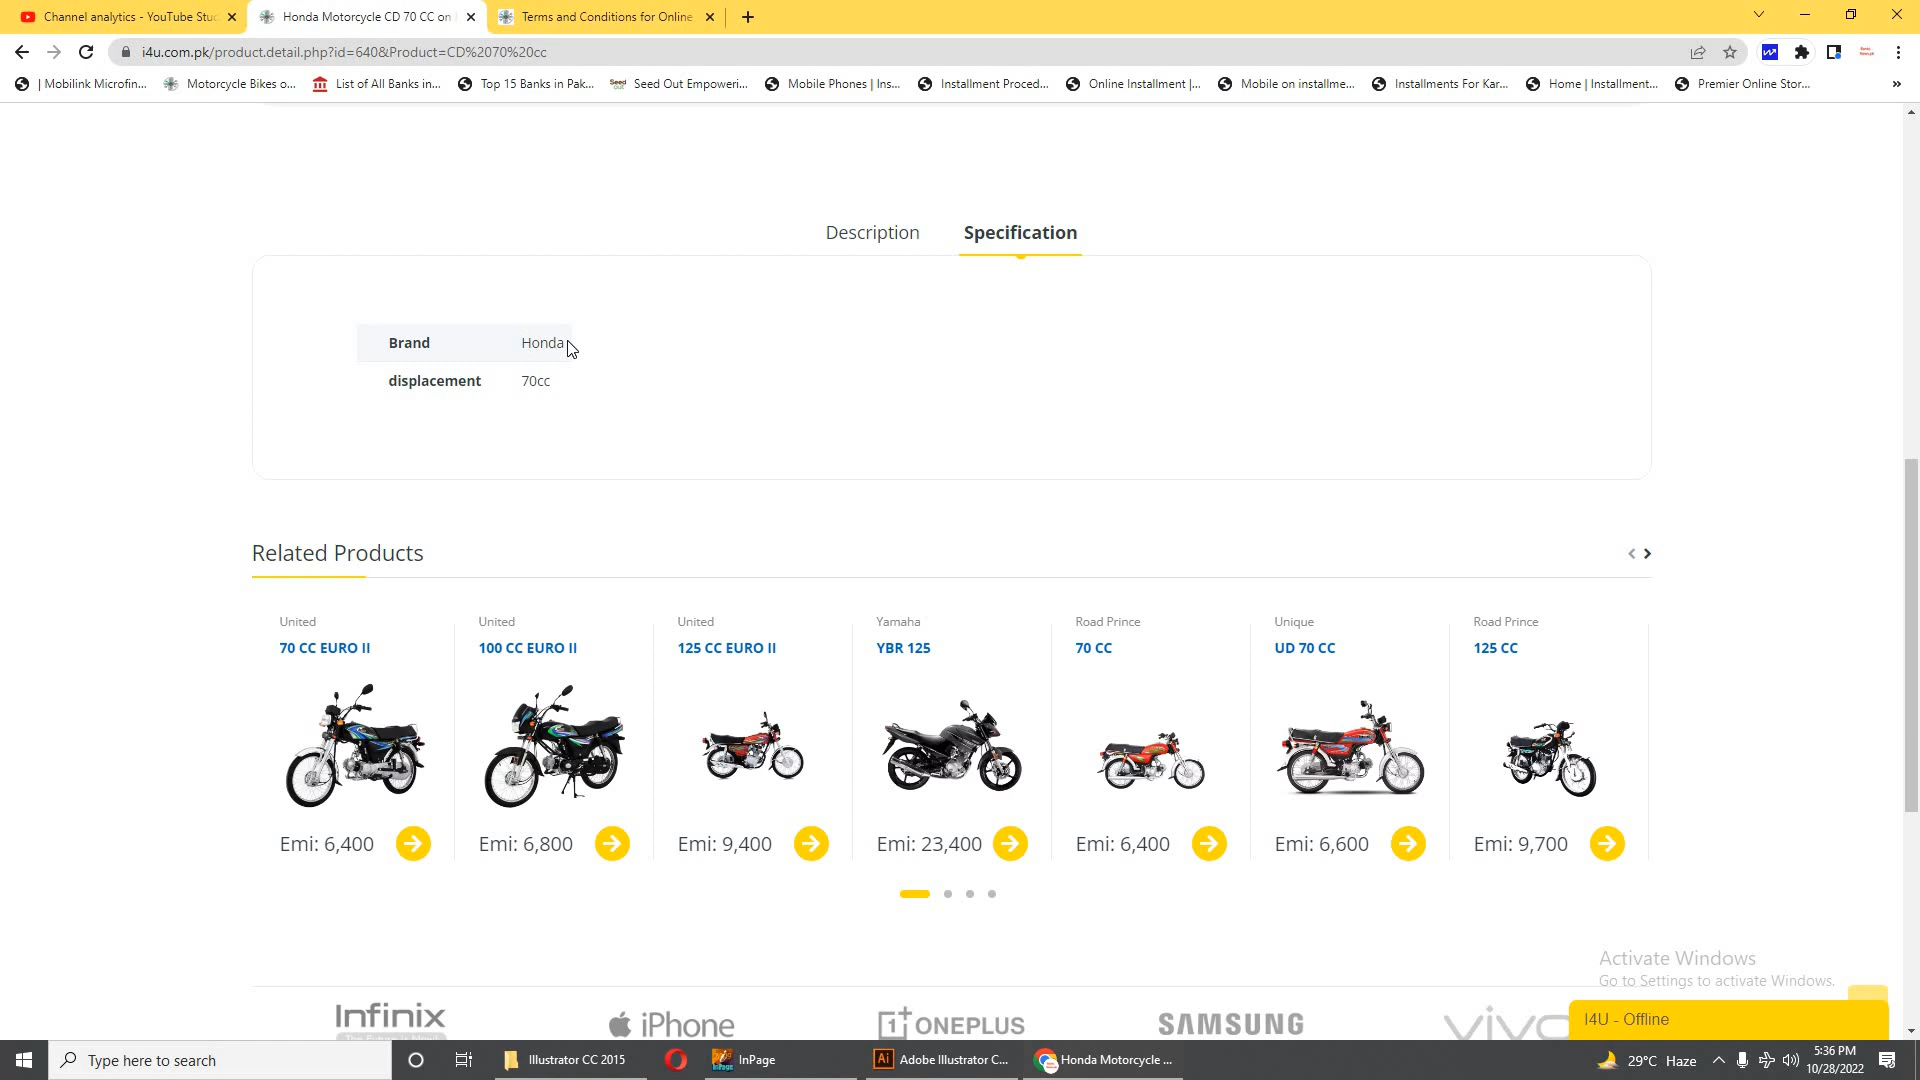 Channel analytics - YouTube Stu
Honda Motorcycle CD 70 CC on
Terms and Conditions for Online
i4u.com.pk/product.detail.php?id=640&Product=CD%2070%20cc
| Mobilink Microfin...
Motorcycle Bikes o...
List of All Banks in...
Top 15 Banks in Pak...
Seed Out Empoweri...
Mobile Phones | Ins...
Installment Proced...
Online Installment |...
Mobile on installme...
Installments For Kar...
Home | Installment...
Premier Online Stor...
»
Description
Specification
Brand Honda
displacement 70cc
Related Products
United
70 CC EURO II
Emi: 6,400
United
100 CC EURO II
Emi: 6,800
United
125 CC EURO II
Emi: 9,400
Yamaha
YBR 125
Emi: 23,400
Road Prince
70 CC
Emi: 6,400
Unique
UD 70 CC
Emi: 6,600
Road Prince
125 CC
Emi: 9,700
Activate Windows
Go to Settings to activate Windows.
Infinix
iPhone
1+ ONEPLUS
SAMSUNG
vivo
I4U - Offline
Type here to search
Illustrator CC 2015
InPage
Adobe Illustrator C...
Honda Motorcycle ...
29°C Haze
5:36 PM
10/28/2022